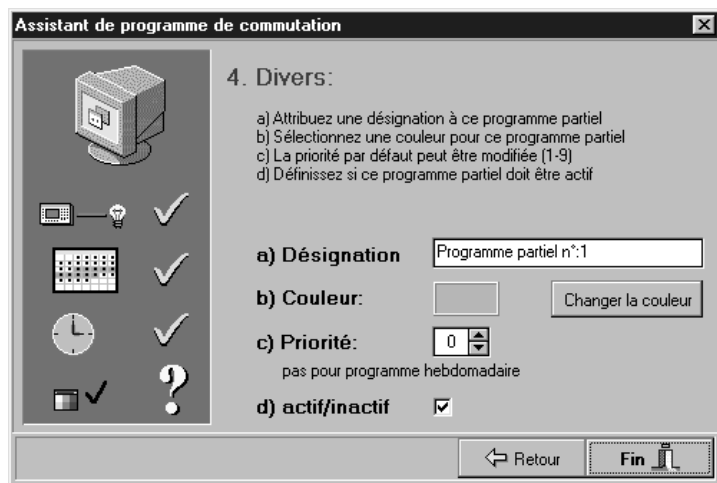 Assistant de programme de commutation
4. Divers:
a) Attribuez une désignation à ce programme partiel
b) Sélectionnez une couleur pour ce programme partiel
c) La priorité par défaut peut être modifiée (1-9)
d) Définissez si ce programme partiel doit être actif
a) Désignation Programme partiel n°:1
b) Couleur: Changer la couleur
c) Priorité: 0
pas pour programme hebdomadaire
d) actif/inactif
Retour Fin